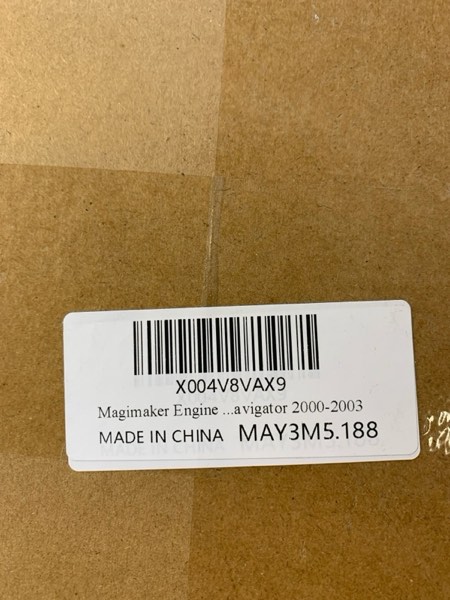 X004V8VAX9
Magimaker Engine ...avigator 2000-2003
MADE IN CHINA MAY3M5.188